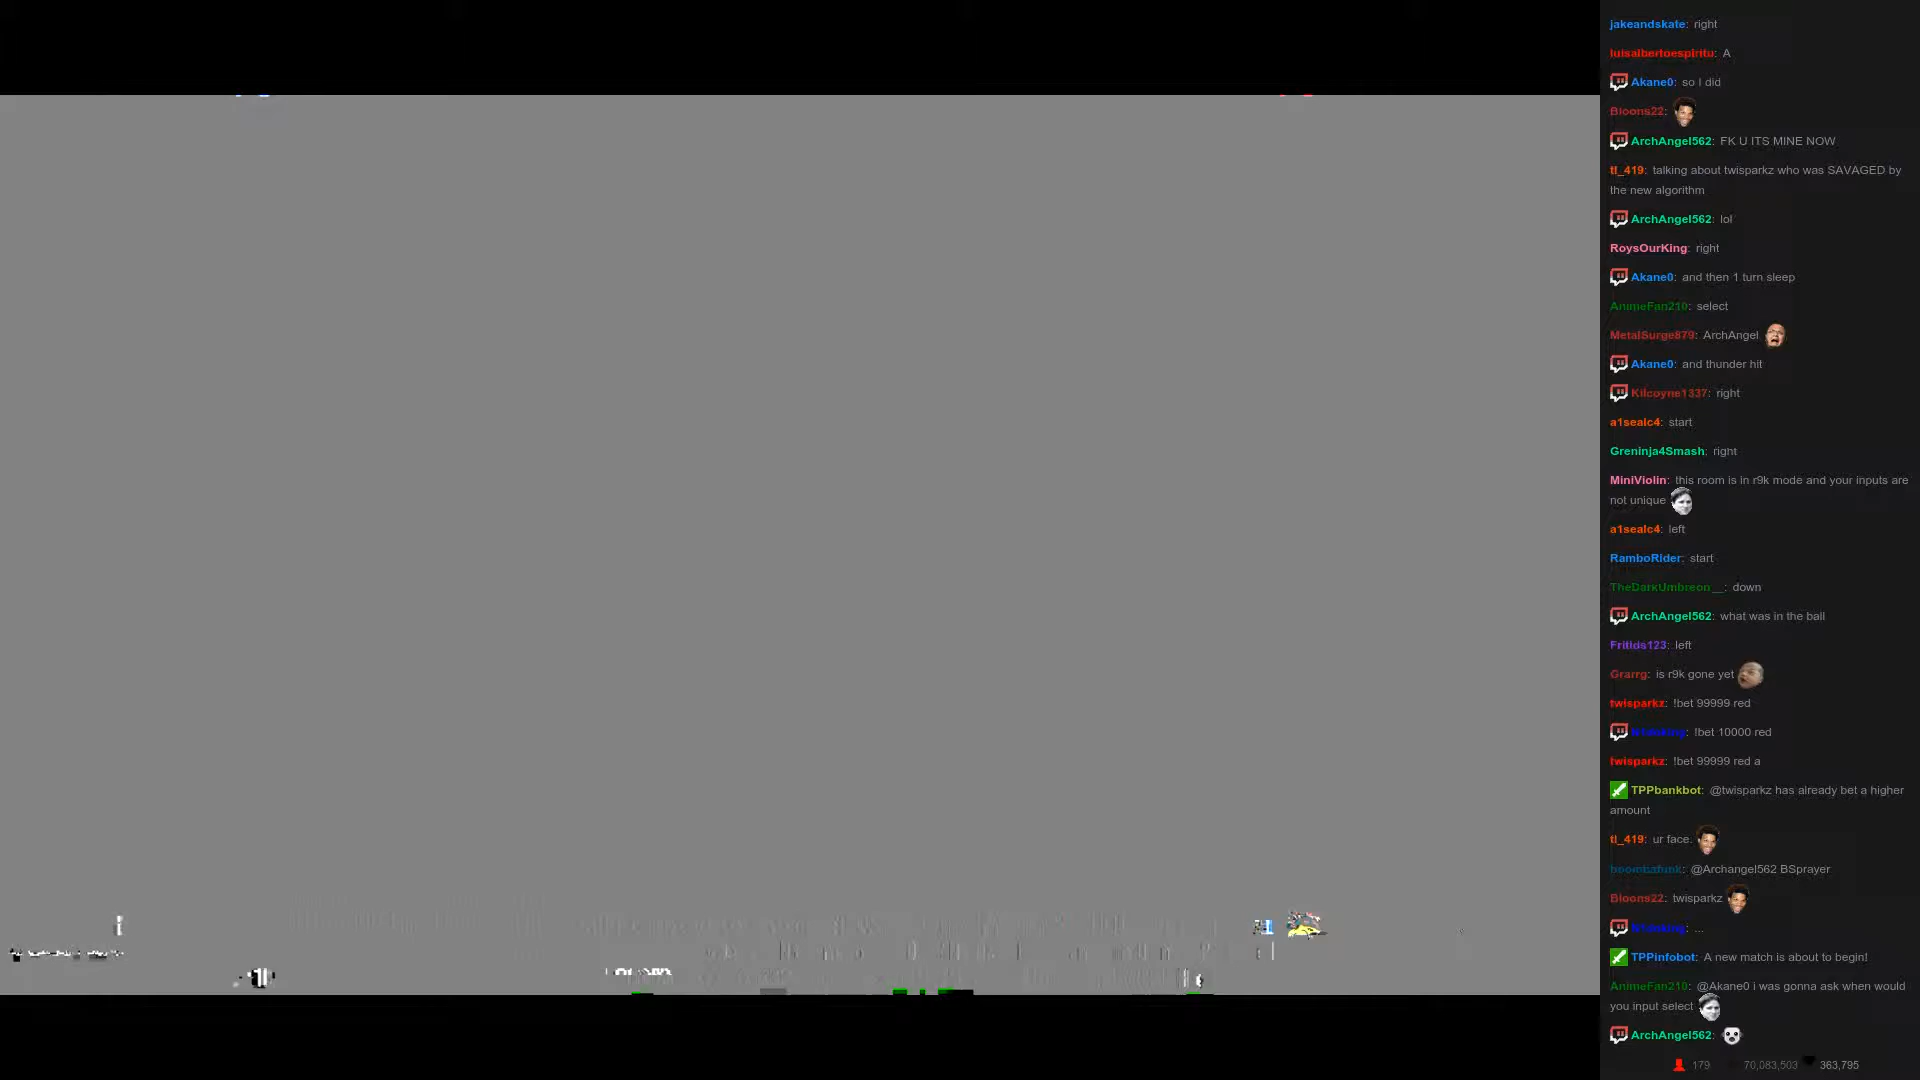 jakeandskate: right
luisalbertoespiritu: A
Akane0: so I did
Bloons22:
ArchAngel562: FK U ITS MINE NOW
tl_419: talking about twisparkz who was SAVAGED by
the new algorithm
ArchAngel562: lol
RoysOurKing: right
Akane0: and then 1 turn sleep
AnimeFan210: select
MetalSurge879: ArchAngel
Akane0: and thunder hit
Kilcoyne1337: right
a1sealc4: start
Greninja4Smash: right
MiniViolin: this room is in r9k mode and your inputs are
not unique
a1sealc4: left
RamboRider: start
TheDarkUmbreon__: down
ArchAngel562: what was in the ball
Fritids123: left
Grarrg: is r9k gone yet
twisparkz: !bet 99999 red
!bet 10000 red
twisparkz: !bet 99999 red a
TPPbankbot: @twisparkz has already bet a higher
amount
tl_419: ur face.
boombafunk: @Archangel562 BSprayer
Bloons22: twisparkz
...
TPPinfobot: A new match is about to begin!
AnimeFan210: @Akane0 i was gonna ask when would
you input select
ArchAngel562:
179 70,083,503 363,795